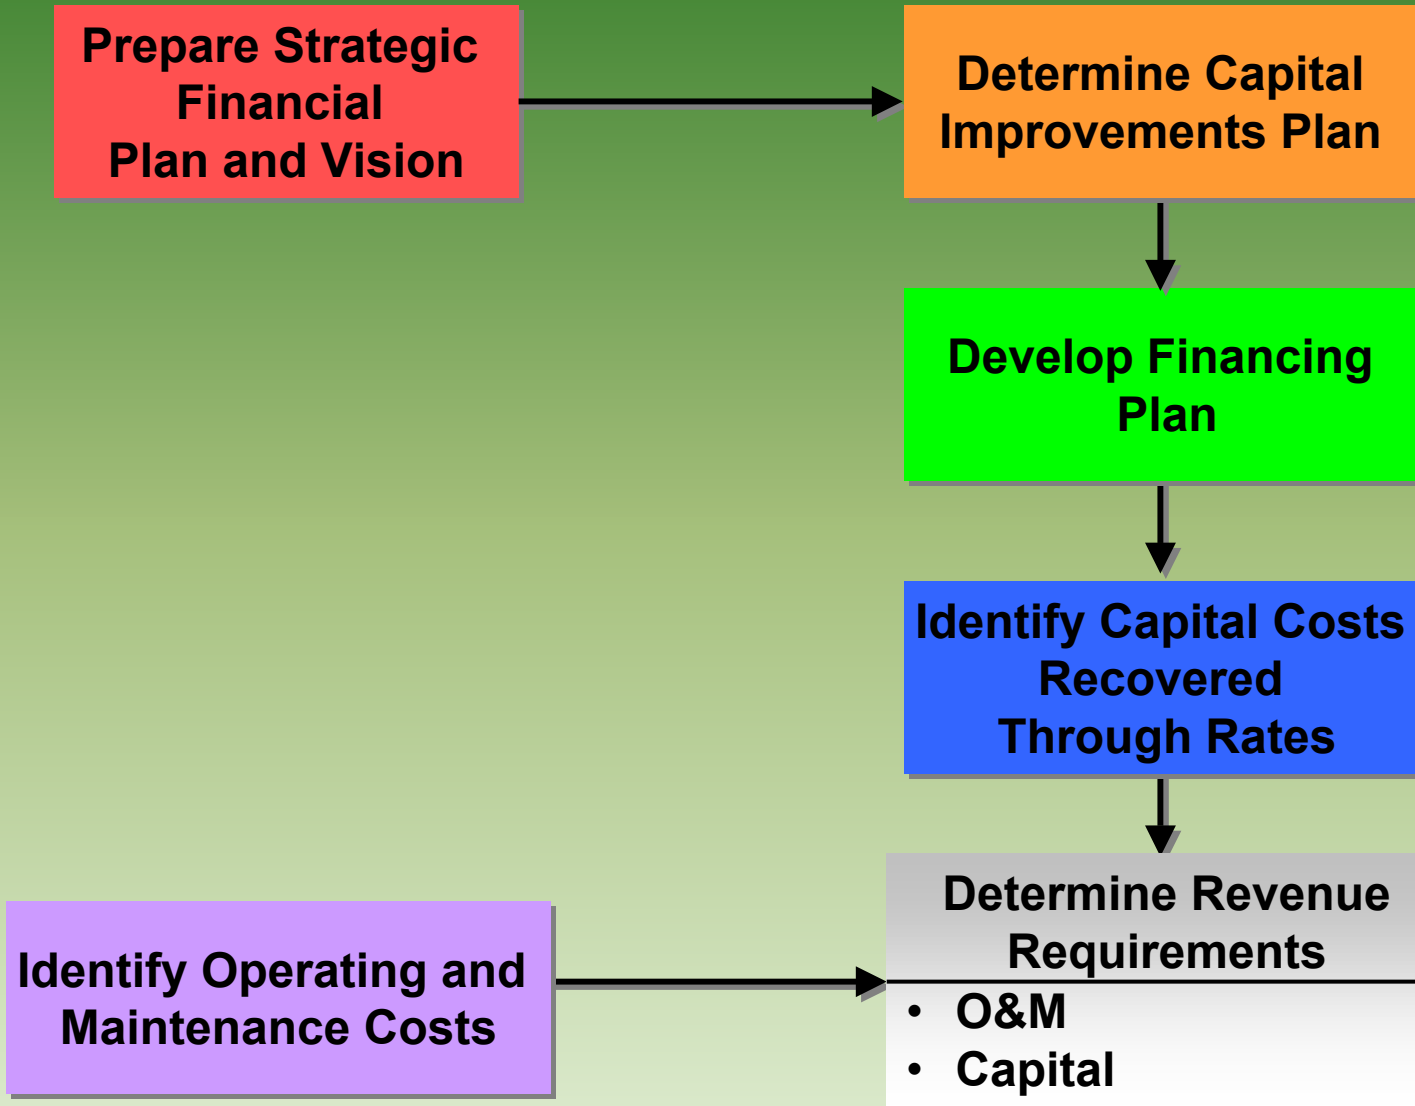 Prepare Strategic
Financial
Plan and Vision
Determine Capital
Improvements Plan
Develop Financing
Plan
Identify Capital Costs
Recovered
Through Rates
Determine Revenue
Requirements
Identify Operating and
Maintenance Costs
• O&M
• Capital